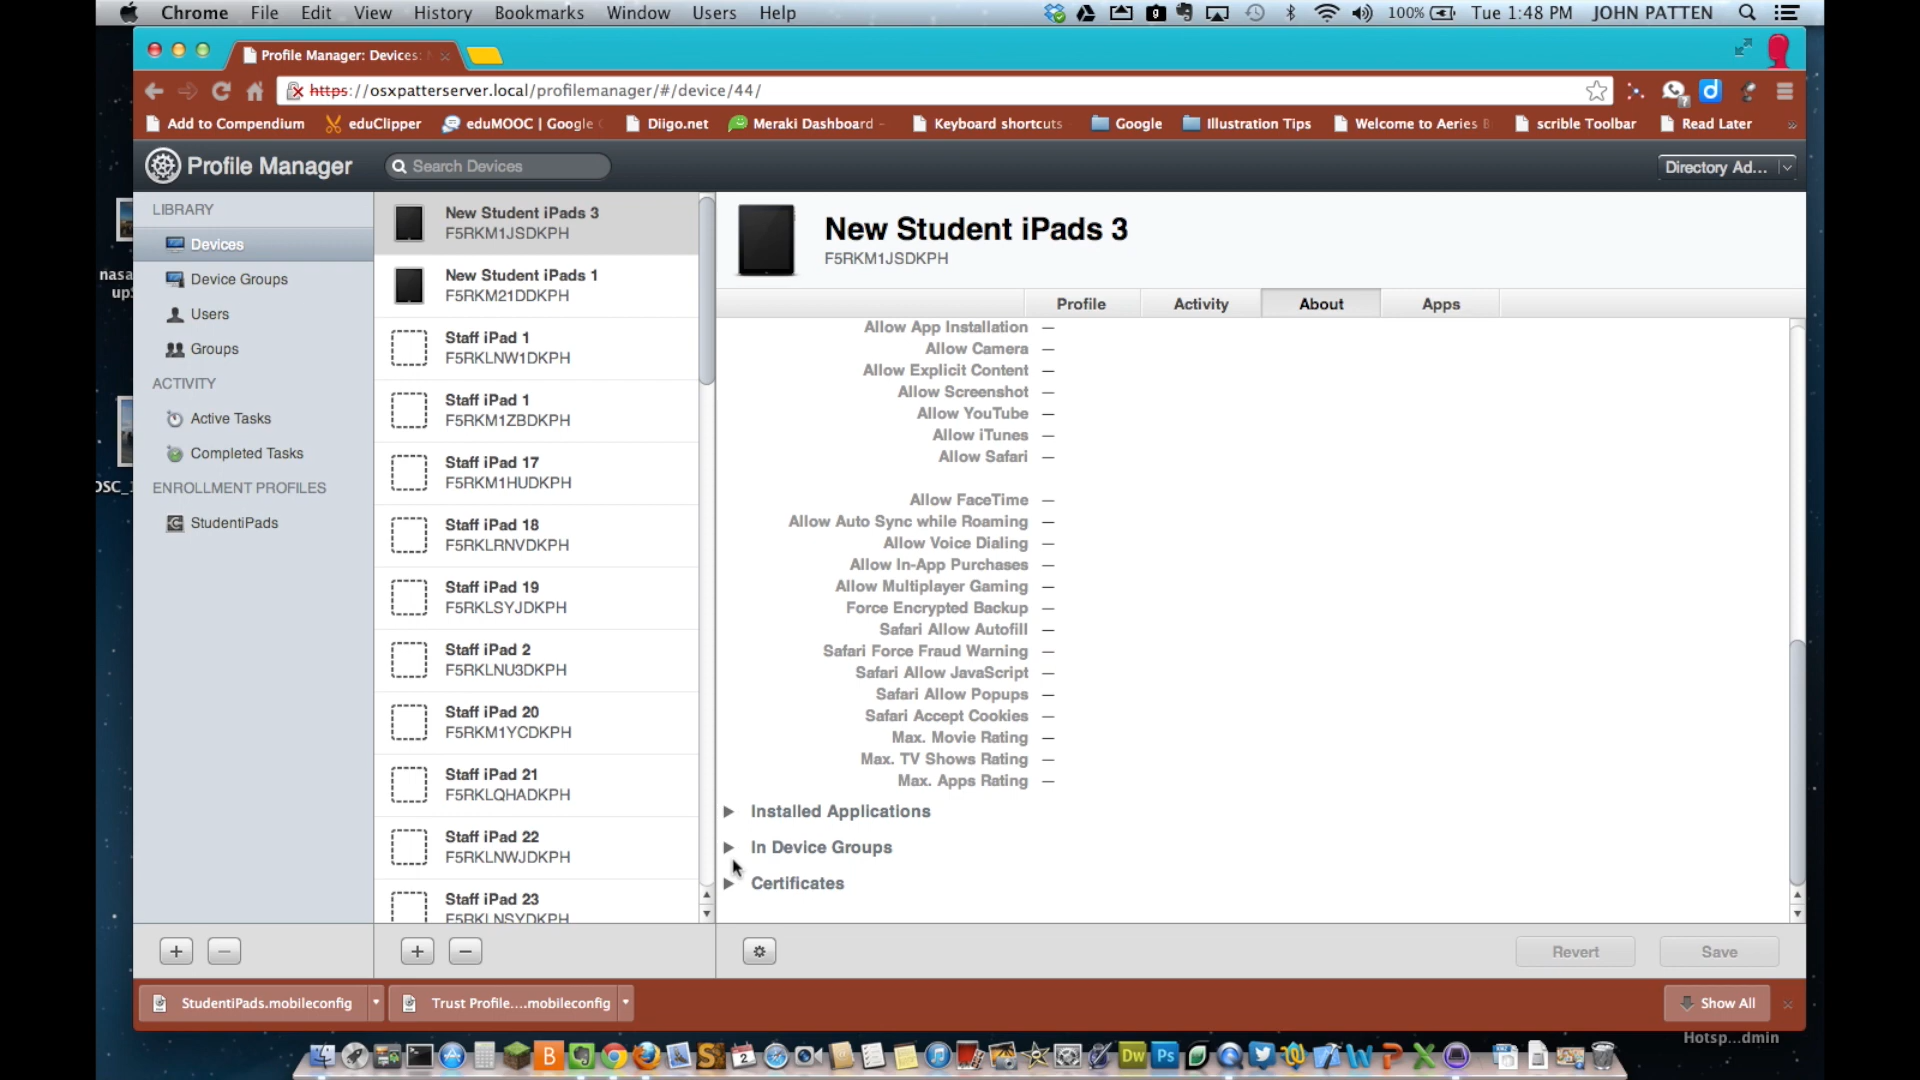 Chrome File Edit View History Bookmarks Window Users Help
100% Tue 1:48 PM JOHN PATTEN
Profile Manager: Devices:
https://osxpatterserver.local/profilemanager/#/device/44/
Add to Compendium eduClipper eduMOOC | Google Diigo.net Meraki Dashboard - Keyboard shortcuts Google Illustration Tips Welcome to Aeries scrible Toolbar Read Later »
Profile Manager Search Devices Directory Ad...
LIBRARY
Devices
Device Groups
Users
Groups
ACTIVITY
Active Tasks
Completed Tasks
ENROLLMENT PROFILES
StudentiPads
New Student iPads 3
F5RKM1JSDKPH
New Student iPads 1
F5RKM21DDKPH
Staff iPad 1
F5RKLNW1DKPH
Staff iPad 1
F5RKM1ZBDKPH
Staff iPad 17
F5RKM1HUDKPH
Staff iPad 18
F5RKLRNVDKPH
Staff iPad 19
F5RKLSYJDKPH
Staff iPad 2
F5RKLNU3DKPH
Staff iPad 20
F5RKM1YCDKPH
Staff iPad 21
F5RKLQHADKPH
Staff iPad 22
F5RKLNWJDKPH
Staff iPad 23
F5RKLNSYDKPH
New Student iPads 3
F5RKM1JSDKPH
Profile Activity About Apps
Allow App Installation —
Allow Camera —
Allow Explicit Content —
Allow Screenshot —
Allow YouTube —
Allow iTunes —
Allow Safari —
Allow FaceTime —
Allow Auto Sync while Roaming —
Allow Voice Dialing —
Allow In-App Purchases —
Allow Multiplayer Gaming —
Force Encrypted Backup —
Safari Allow Autofill —
Safari Force Fraud Warning —
Safari Allow JavaScript —
Safari Allow Popups —
Safari Accept Cookies —
Max. Movie Rating —
Max. TV Shows Rating —
Max. Apps Rating —
Installed Applications
In Device Groups
Certificates
Revert Save
StudentiPads.mobileconfig Trust Profile....mobileconfig Show All
nasa
DSC_
Hotsp...dmin
Dw Ps